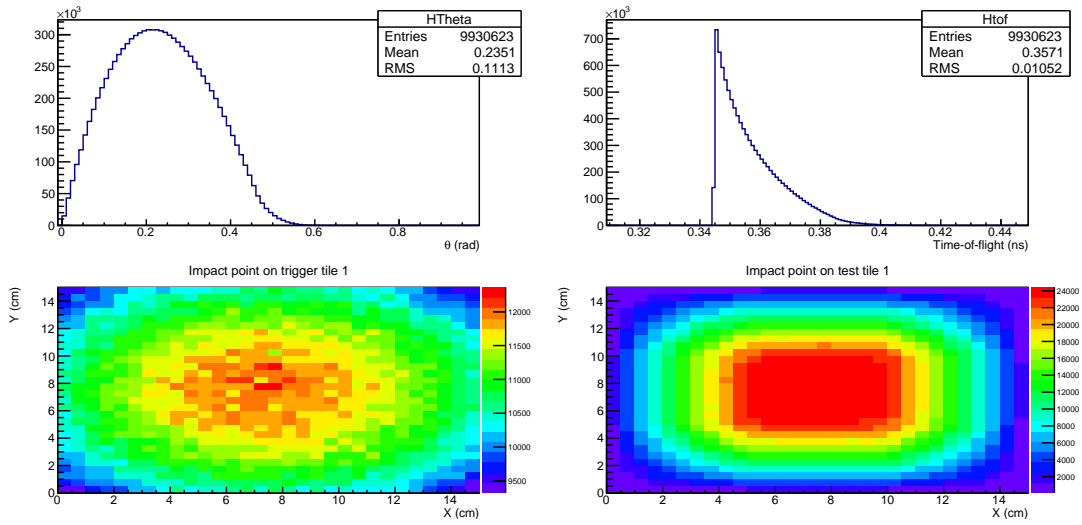 ×10³
300
250
200
150
100
50
0
0 0.2 0.4 0.6 0.8
θ (rad)
HTheta
Entries 9930623
Mean 0.2351
RMS 0.1113
×10³
700
600
500
400
300
200
100
0
0.32 0.34 0.36 0.38 0.4 0.42 0.44
Time-of-flight (ns)
Htof
Entries 9930623
Mean 0.3571
RMS 0.01052
Impact point on trigger tile 1
Y (cm)
14
12
10
8
6
4
2
0
0 2 4 6 8 10 12 14
X (cm)
12000
11500
11000
10500
10000
9500
Impact point on test tile 1
Y (cm)
14
12
10
8
6
4
2
0
0 2 4 6 8 10 12 14
X (cm)
24000
22000
20000
18000
16000
14000
12000
10000
8000
6000
4000
2000